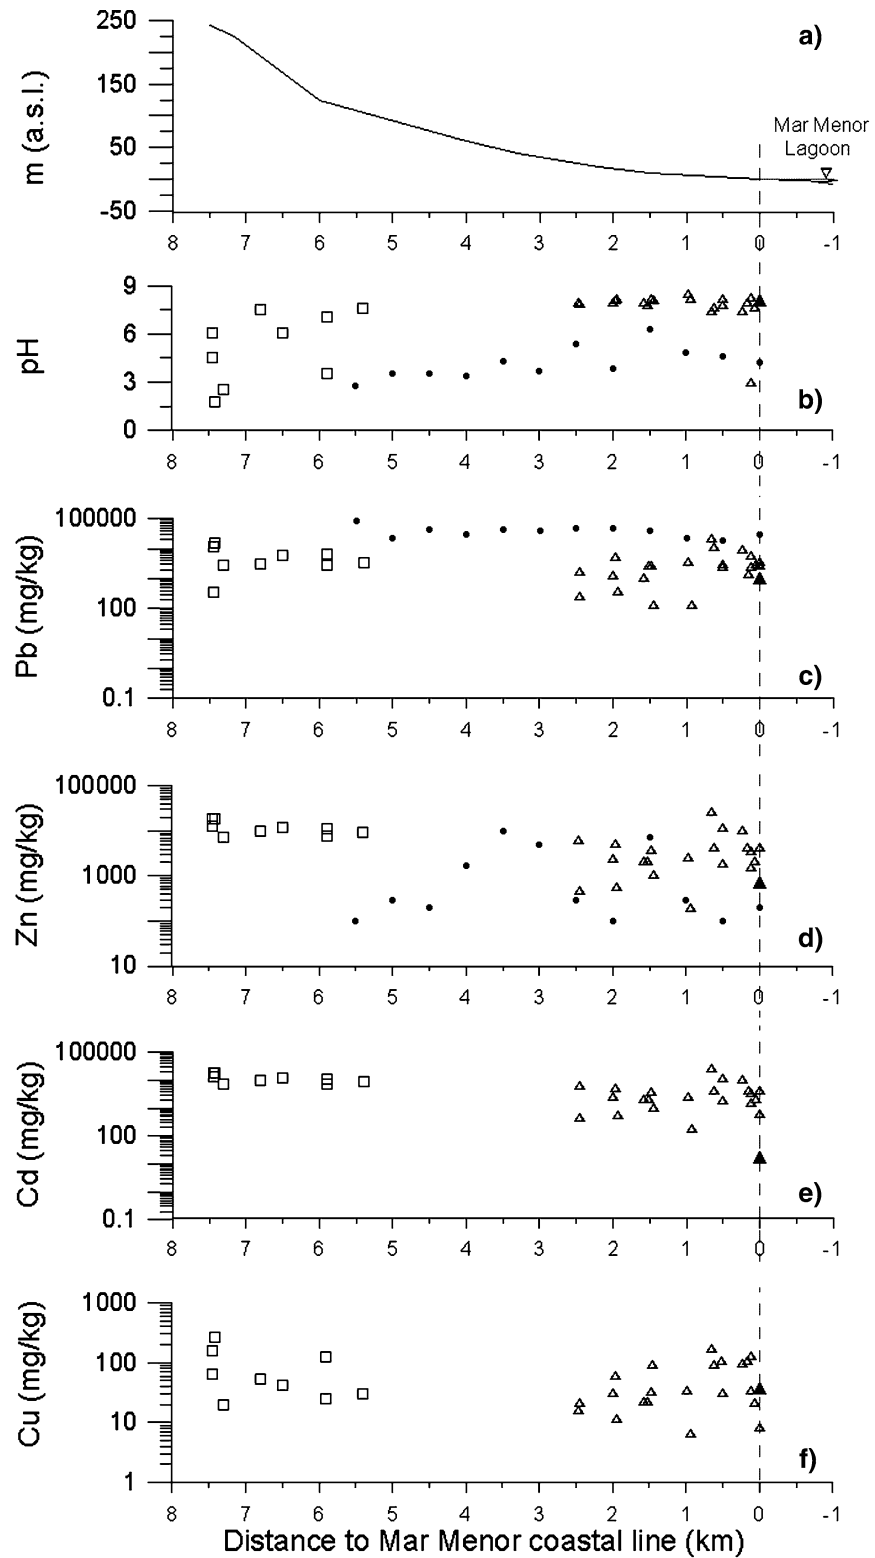 250
150
50
-50
m (a.s.l.)
a)
Mar Menor
Lagoon
8 7 6 5 4 3 2 1 0 -1
9
6
3
0
pH
b)
8 7 6 5 4 3 2 1 0 -1
100000
100
0.1
Pb (mg/kg)
c)
8 7 6 5 4 3 2 1 0 -1
100000
1000
10
Zn (mg/kg)
d)
8 7 6 5 4 3 2 1 0 -1
100000
100
0.1
Cd (mg/kg)
e)
8 7 6 5 4 3 2 1 0 -1
1000
100
10
1
Cu (mg/kg)
f)
8 7 6 5 4 3 2 1 0 -1
Distance to Mar Menor coastal line (km)